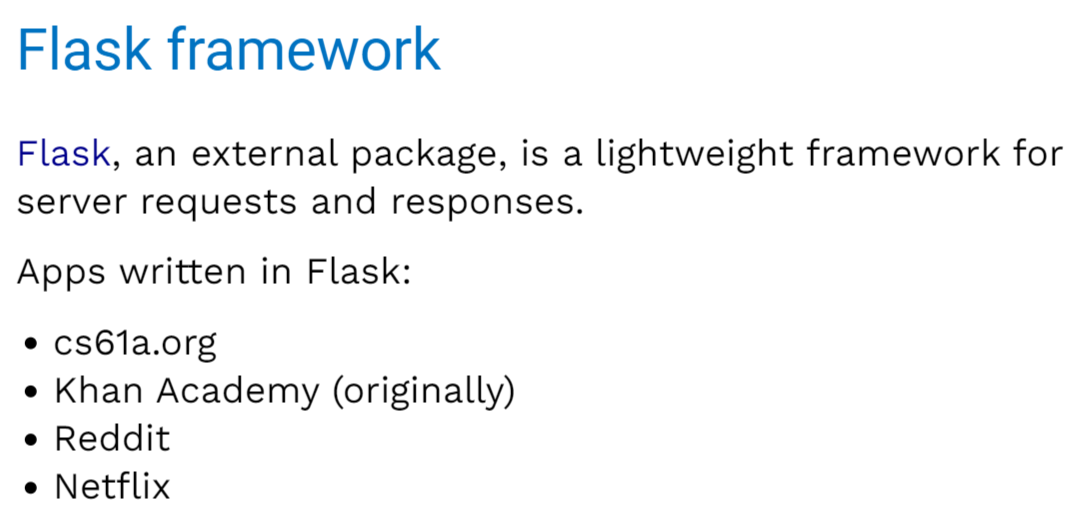 Flask framework
Flask, an external package, is a lightweight framework for
server requests and responses.
Apps written in Flask:
• cs61a.org
• Khan Academy (originally)
• Reddit
• Netflix